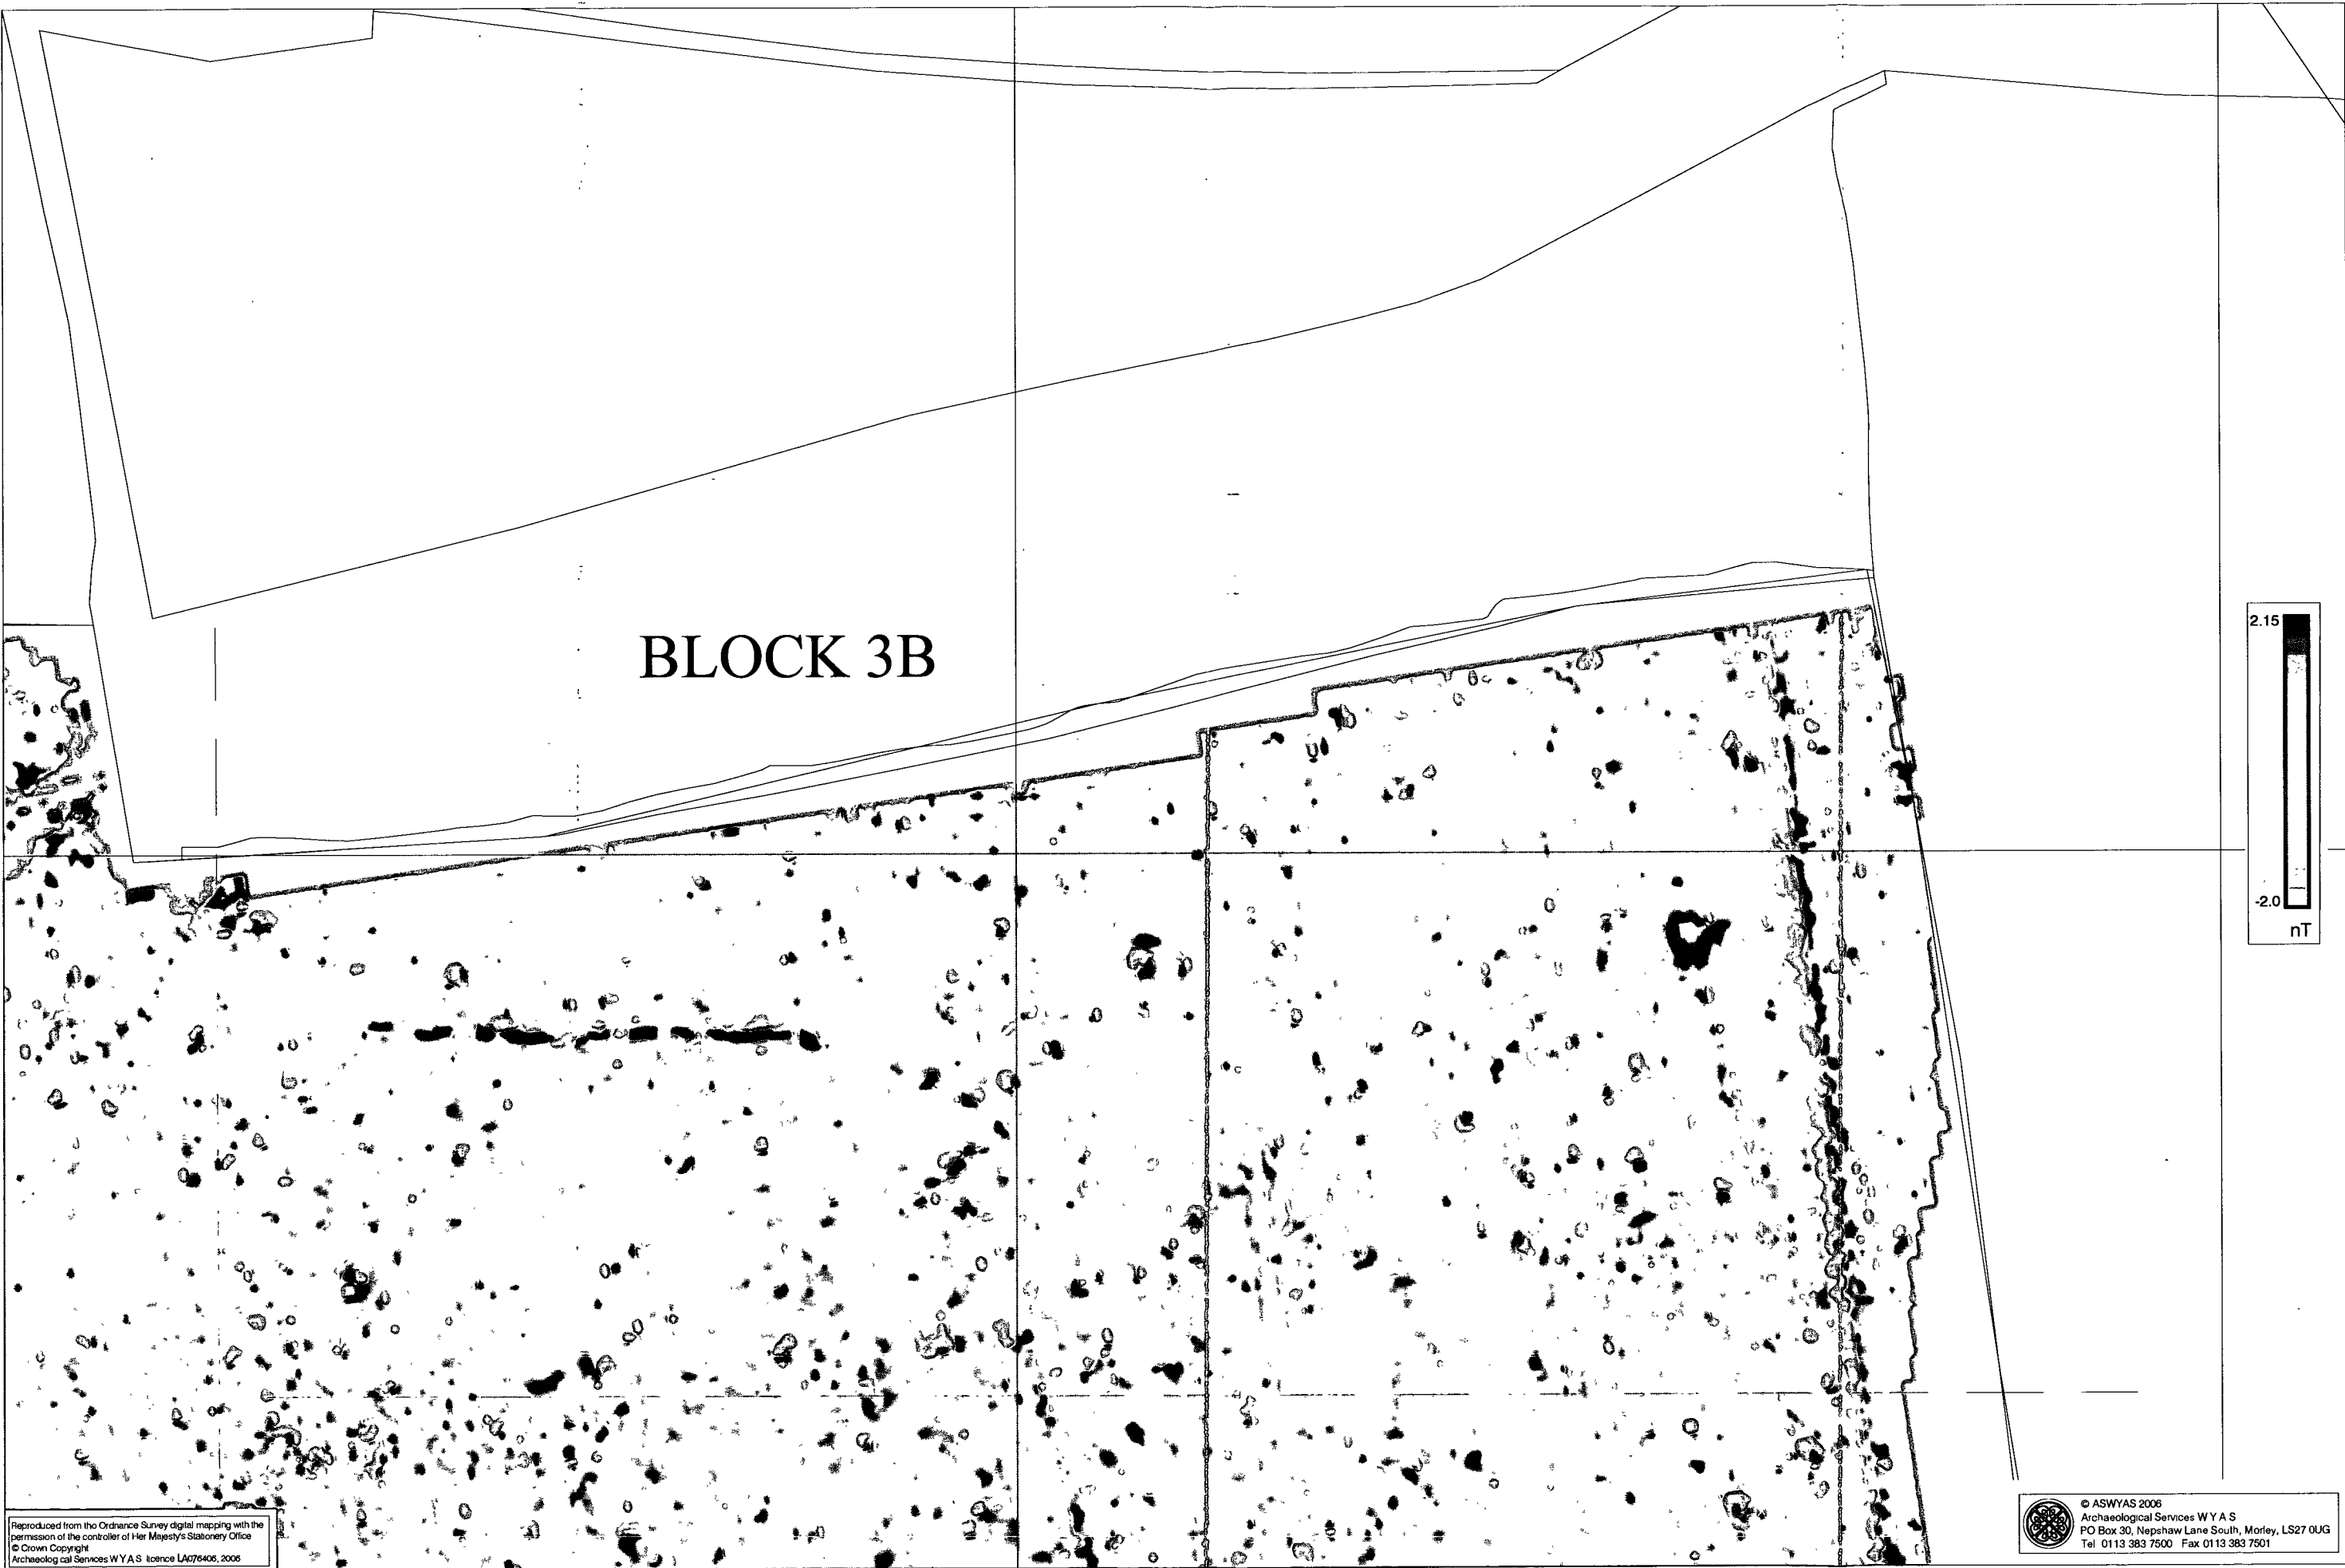 BLOCK 3B
2.15
-2.0
nT
Reproduced from the Ordnance Survey digital mapping with the
permission of the controller of Her Majesty's Stationery Office
© Crown Copyright
Archaeolog cal Services W Y A S licence LA076406, 2006
© ASWYAS 2006
Archaeological Services W Y A S
PO Box 30, Nepshaw Lane South, Morley, LS27 0UG
Tel 0113 383 7500 Fax 0113 383 7501